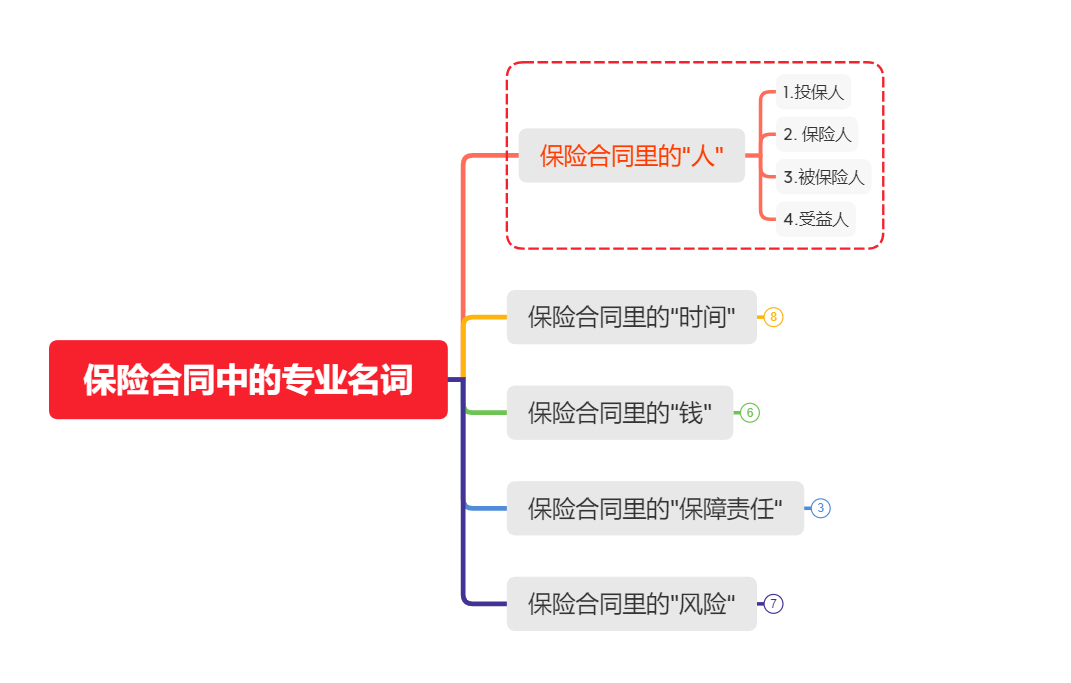 保险合同中的专业名词
保险合同里的"人"
1.投保人
2. 保险人
3.被保险人
4.受益人
保险合同里的"时间"
8
保险合同里的"钱"
6
保险合同里的"保障责任"
3
保险合同里的"风险"
7